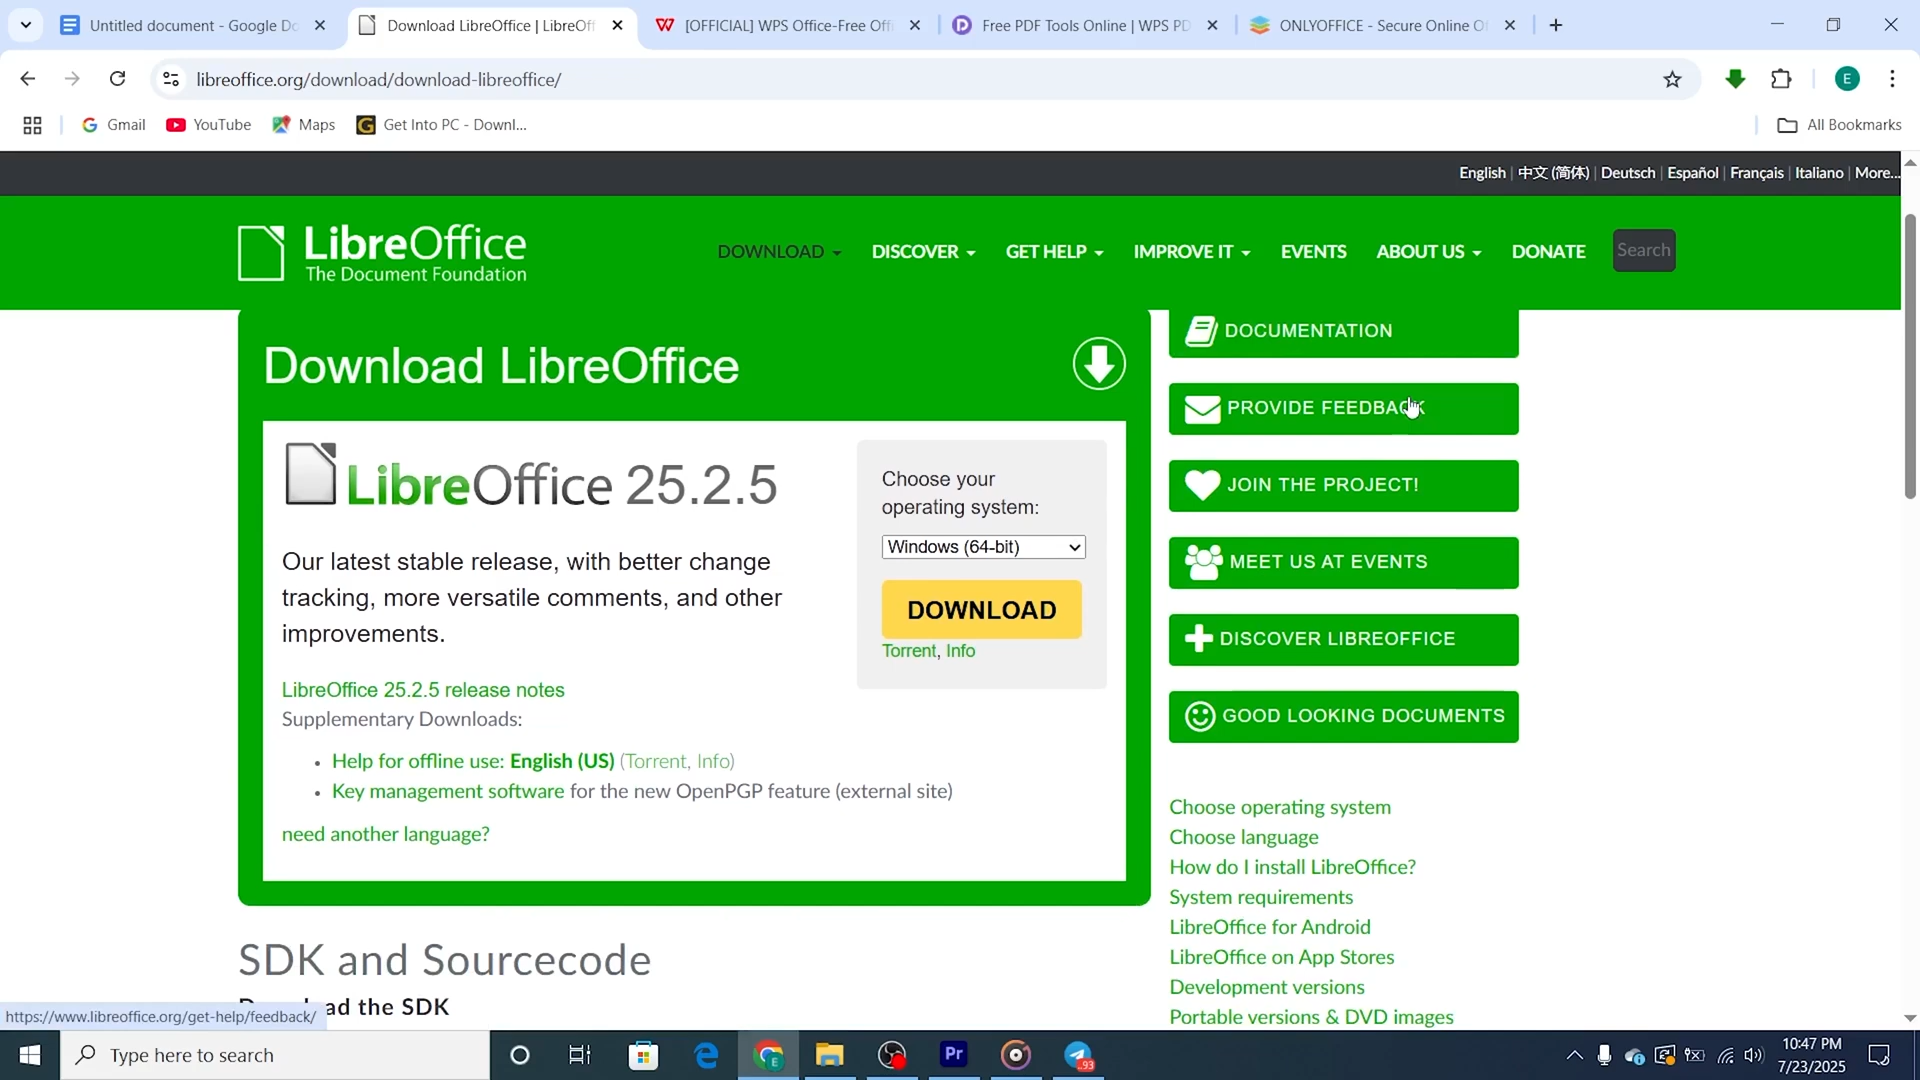 Untitled document - Google Do
Download LibreOffice | LibreOff
[OFFICIAL] WPS Office-Free Offi
Free PDF Tools Online | WPS PD
ONLYOFFICE - Secure Online Of
libreoffice.org/download/download-libreoffice/
E
Gmail
YouTube
Maps
Get Into PC - Downl...
All Bookmarks
English | 中文 (简体) | Deutsch | Español | Français | Italiano | More...
LibreOffice
The Document Foundation
DOWNLOAD
DISCOVER
GET HELP
IMPROVE IT
EVENTS
ABOUT US
DONATE
Search
Download LibreOffice
LibreOffice 25.2.5
Our latest stable release, with better change
tracking, more versatile comments, and other
improvements.
LibreOffice 25.2.5 release notes
Supplementary Downloads:
Help for offline use: English (US) (Torrent, Info)
Key management software for the new OpenPGP feature (external site)
need another language?
Choose your
operating system:
Windows (64-bit)
DOWNLOAD
Torrent, Info
DOCUMENTATION
PROVIDE FEEDBACK
JOIN THE PROJECT!
MEET US AT EVENTS
DISCOVER LIBREOFFICE
GOOD LOOKING DOCUMENTS
Choose operating system
Choose language
How do I install LibreOffice?
System requirements
LibreOffice for Android
LibreOffice on App Stores
Development versions
Portable versions & DVD images
SDK and Sourcecode
Download the SDK
https://www.libreoffice.org/get-help/feedback/
Type here to search
E
Pr
93
10:47 PM
7/23/2025